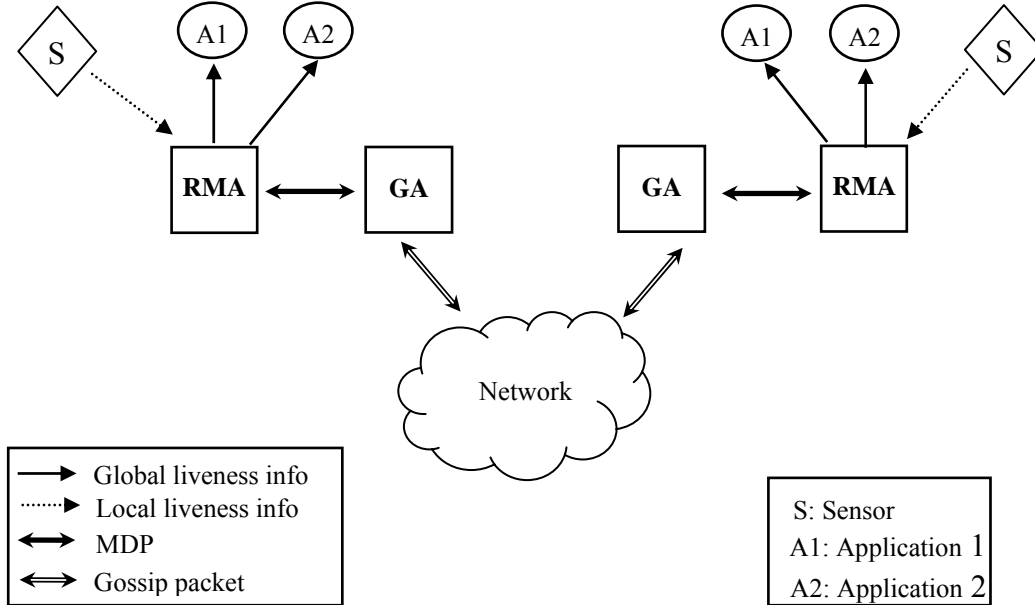 A1
A2
A1
A2
S
S
RMA
GA
GA
RMA
Network
Global liveness info
Local liveness info
MDP
Gossip packet
S: Sensor
A1: Application 1
A2: Application 2